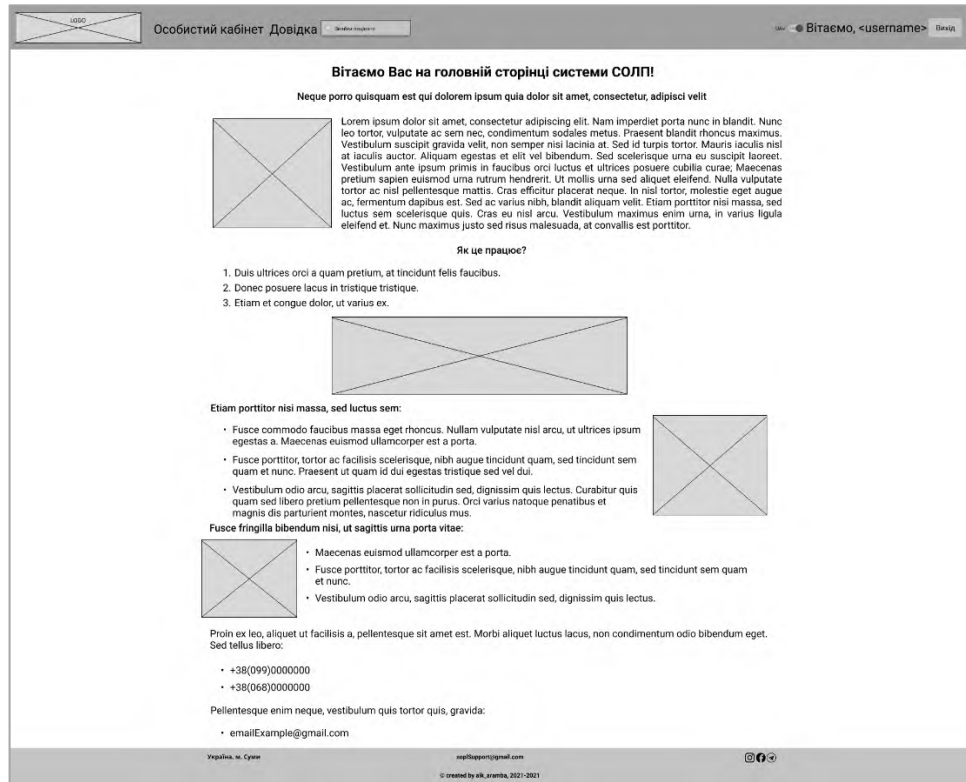 LOGO
Особистий кабінет Довідка
Вітаємо, <username> Вихід
Вітаємо Вас на головній сторінці системи СОЛП!
Neque porro quisquam est qui dolorem ipsum quia dolor sit amet, consectetur, adipisci velit
Lorem ipsum dolor sit amet, consectetur adipiscing elit. Nam imperdiet porta nunc in blandit. Nunc
leo tortor, vulputate ac sem nec, condimentum sodales metus. Praesent blandit rhoncus maximus.
Vestibulum suscipit gravida velit, non semper nisi lacinia at. Sed id turpis tortor. Mauris iaculis nisl
at iaculis auctor. Aliquam egestas et elit vel bibendum. Sed scelerisque urna eu suscipit laoreet.
Vestibulum ante ipsum primis in faucibus orci luctus et ultrices posuere cubilia curae; Maecenas
pretium sapien euismod urna rutrum hendrerit. Ut mollis urna sed aliquet eleifend. Nulla vulputate
tortor ac nisl pellentesque mattis. Cras efficitur placerat neque. In nisl tortor, molestie eget augue
ac, fermentum dapibus est. Sed ac varius nibh, blandit aliquam velit. Etiam porttitor nisi massa, sed
luctus sem scelerisque quis. Cras eu nisl arcu. Vestibulum maximus enim urna, in varius ligula
eleifend et. Nunc maximus justo sed risus malesuada, at convallis est porttitor.
Як це працює?
1. Duis ultrices orci a quam pretium, at tincidunt felis faucibus.
2. Donec posuere lacus in tristique tristique.
3. Etiam et congue dolor, ut varius ex.
Etiam porttitor nisi massa, sed luctus sem:
• Fusce commodo faucibus massa eget rhoncus. Nullam vulputate nisl arcu, ut ultrices ipsum
egestas a. Maecenas euismod ullamcorper est a porta.
• Fusce porttitor, tortor ac facilisis scelerisque, nibh augue tincidunt quam, sed tincidunt sem
quam et nunc. Praesent ut quam id dui egestas tristique sed vel dui.
• Vestibulum odio arcu, sagittis placerat sollicitudin sed, dignissim quis lectus. Curabitur quis
quam sed libero pretium pellentesque non in purus. Orci varius natoque penatibus et
magnis dis parturient montes, nascetur ridiculus mus.
Fusce fringilla bibendum nisi, ut sagittis urna porta vitae:
• Maecenas euismod ullamcorper est a porta.
• Fusce porttitor, tortor ac facilisis scelerisque, nibh augue tincidunt quam, sed tincidunt sem quam
et nunc.
• Vestibulum odio arcu, sagittis placerat sollicitudin sed, dignissim quis lectus.
Proin ex leo, aliquet ut facilisis a, pellentesque sit amet est. Morbi aliquet luctus lacus, non condimentum odio bibendum eget.
Sed tellus libero:
• +38(099)0000000
• +38(068)0000000
Pellentesque enim neque, vestibulum quis tortor quis, gravida:
• emailExample@gmail.com
Україна, м. Суми
© created by aik_aramba, 2021-2021